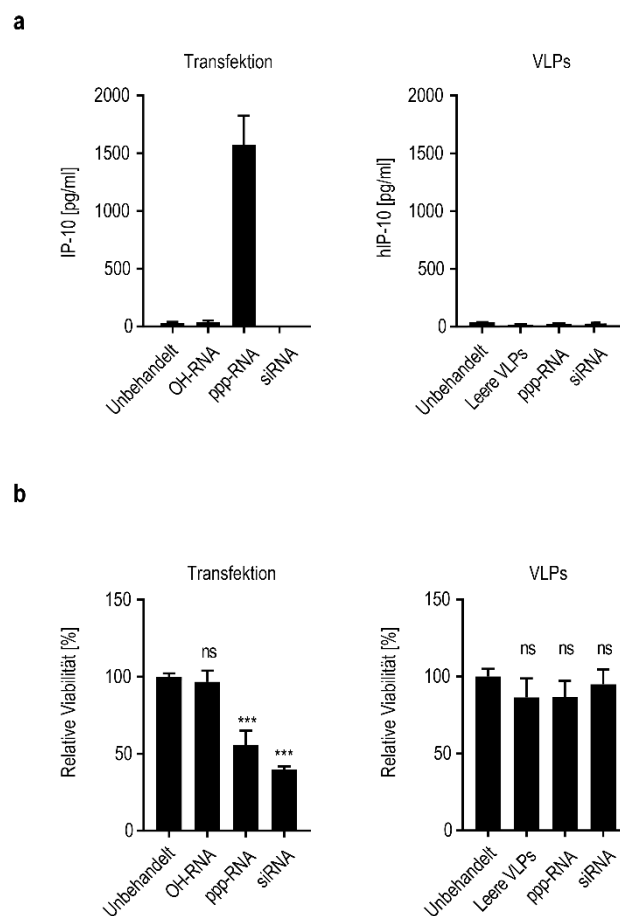 a
Transfektion
IP-10 [pg/ml]
2000
1500
1000
500
0
Unbehandelt
OH-RNA
ppp-RNA
siRNA
VLPs
hIP-10 [pg/ml]
2000
1500
1000
500
0
Unbehandelt
Leere VLPs
ppp-RNA
siRNA
b
Transfektion
Relative Viabilität [%]
150
100
50
0
ns
***
***
Unbehandelt
OH-RNA
ppp-RNA
siRNA
VLPs
Relative Viabilität [%]
150
100
50
0
ns
ns
ns
Unbehandelt
Leere VLPs
ppp-RNA
siRNA